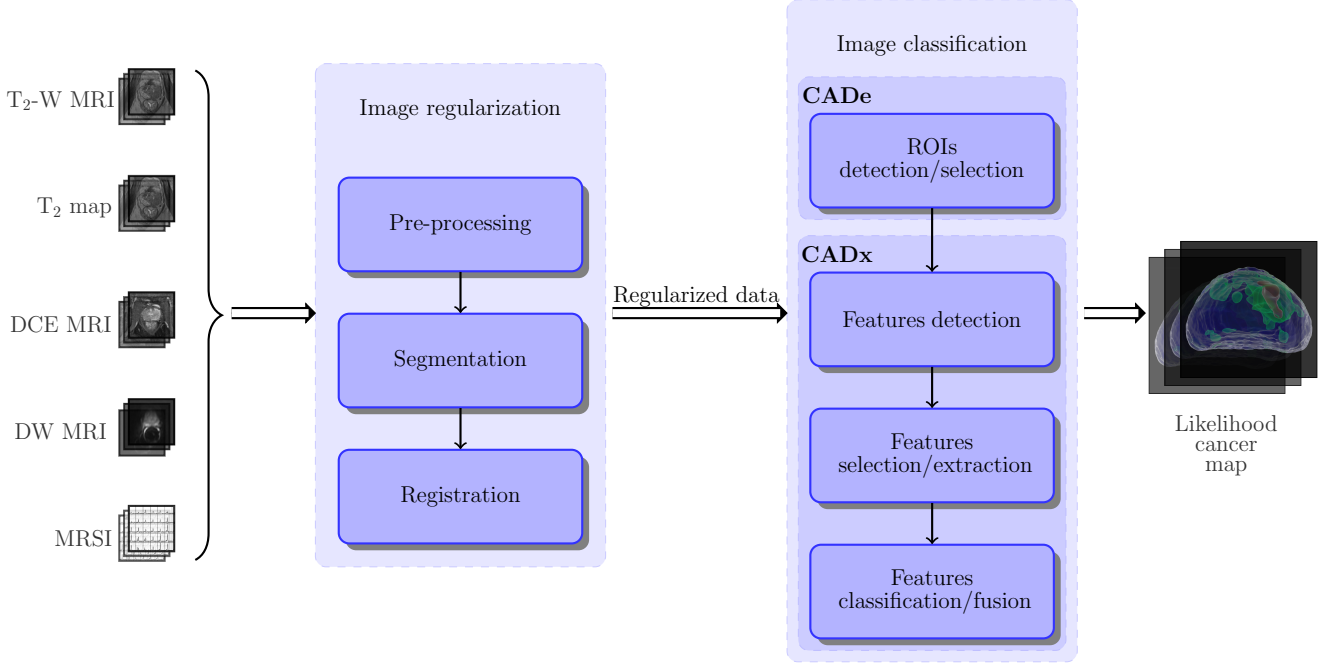 T₂-W MRI
T₂ map
DCE MRI
DW MRI
MRSI
Image regularization
Pre-processing
Segmentation
Registration
Regularized data
Image classification
CADe
ROIs
detection/selection
CADx
Features detection
Features
selection/extraction
Features
classification/fusion
Likelihood
cancer
map